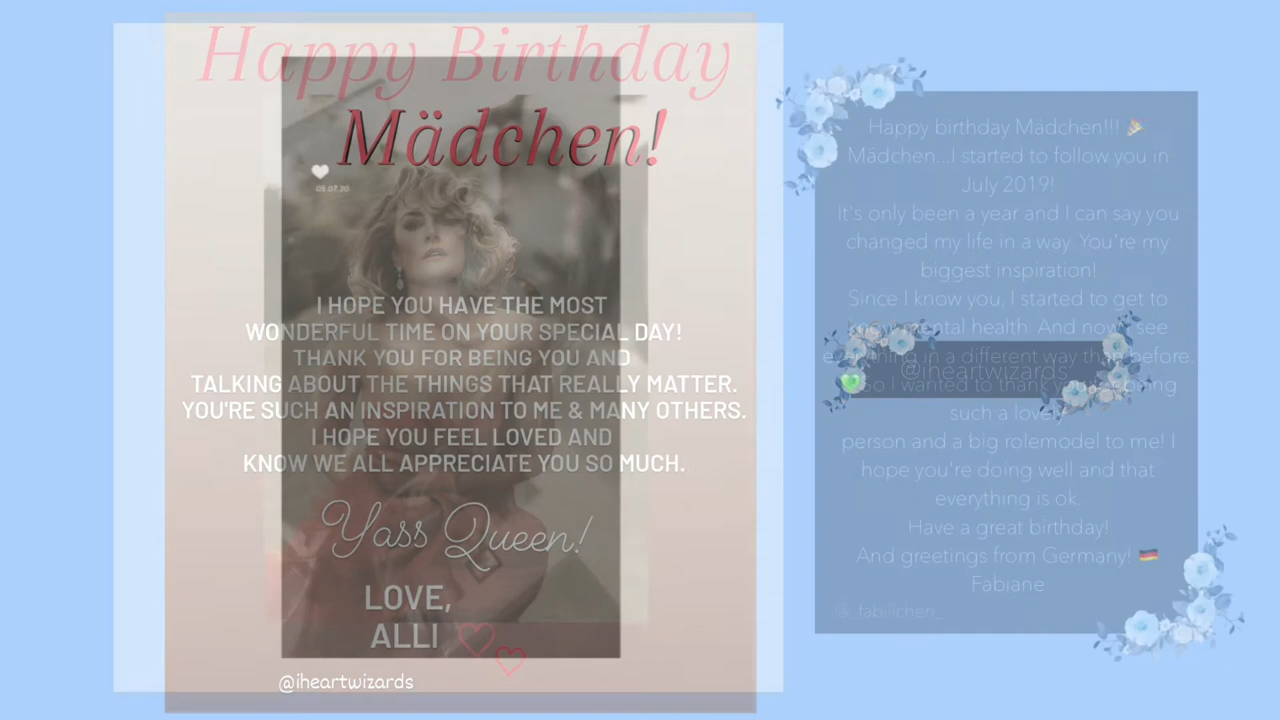 Happy Birthday
Mädchen!
05.07.20
I HOPE YOU HAVE THE MOST
WONDERFUL TIME ON YOUR SPECIAL DAY!
THANK YOU FOR BEING YOU AND
TALKING ABOUT THE THINGS THAT REALLY MATTER.
YOU'RE SUCH AN INSPIRATION TO ME & MANY OTHERS.
I HOPE YOU FEEL LOVED AND
KNOW WE ALL APPRECIATE YOU SO MUCH.
Yass Queen!
LOVE,
ALLI
@iheartwizards
Happy birthday Mädchen!!! 🎉
Mädchen...I started to follow you in
July 2019!
It's only been a year and I can say you
changed my life in a way. You're my
biggest inspiration!
Since I know you, I started to get to
know mental health. And now I see
everything in a different way than before.
So I wanted to thank you for being
such a lovely
person and a big rolemodel to me! I
hope you're doing well and that
everything is ok.
Have a great birthday!
And greetings from Germany! 🇩🇪
Fabiane
@iheartwizards